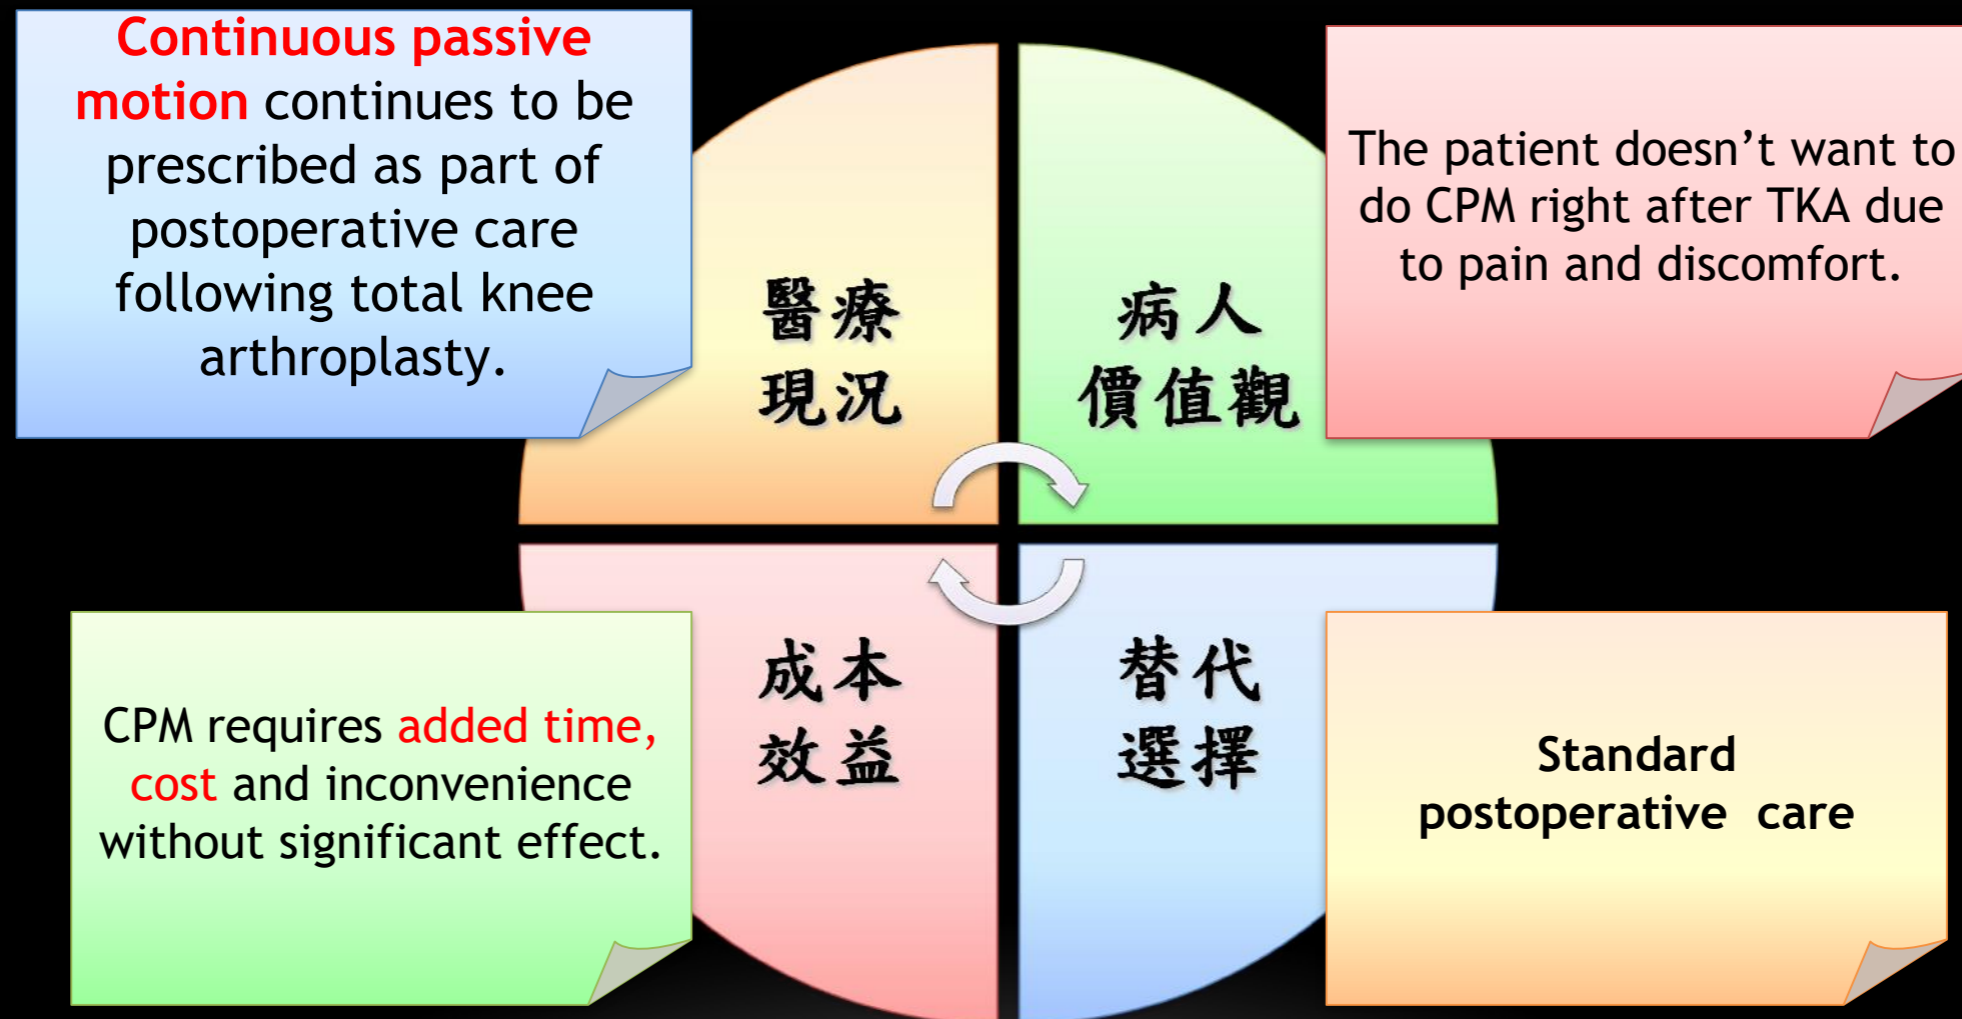 Continuous passive
motion continues to be
prescribed as part of
postoperative care
following total knee
arthroplasty.
醫療
現況
病人
價值觀
The patient doesn’t want to
do CPM right after TKA due
to pain and discomfort.
CPM requires added time,
cost and inconvenience
without significant effect.
成本
效益
替代
選擇
Standard
postoperative care